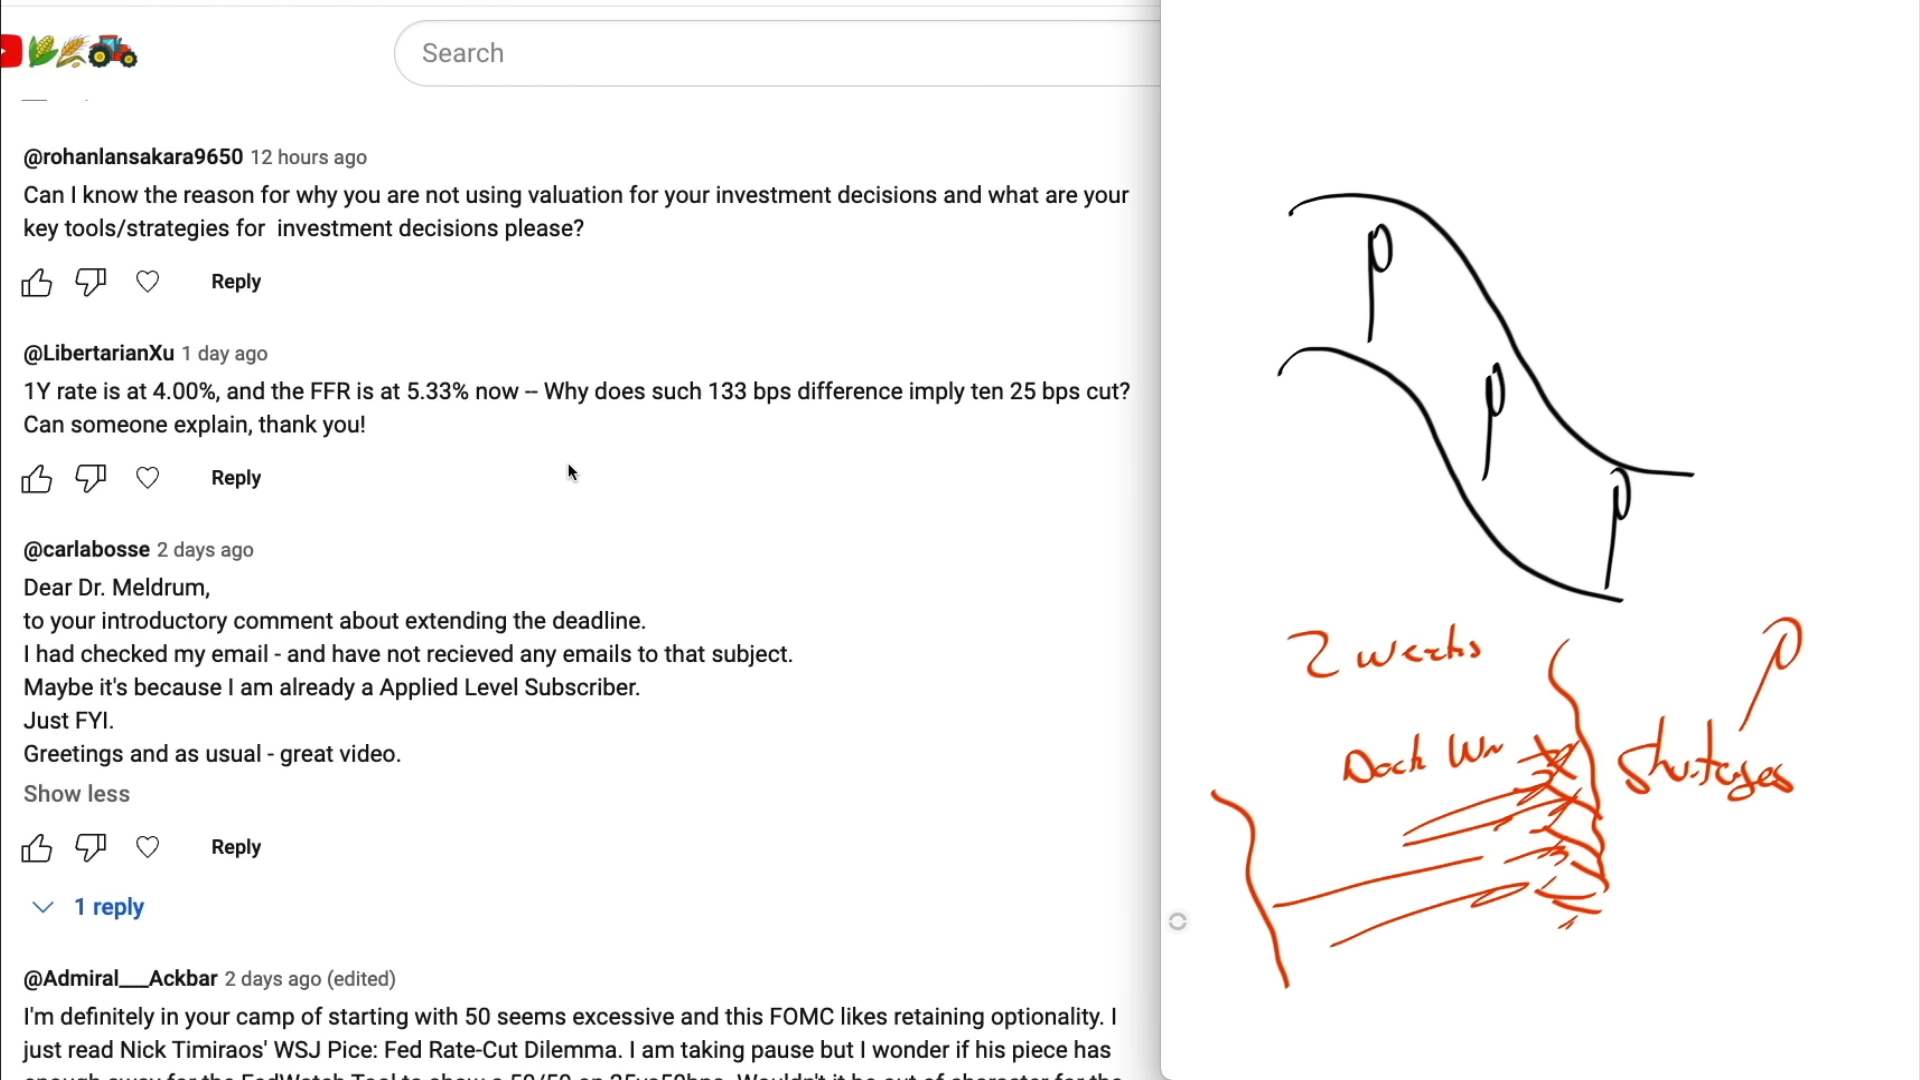 Search
@rohanlansakara9650 12 hours ago
Can I know the reason for why you are not using valuation for your investment decisions and what are your
key tools/strategies for investment decisions please?
Reply
@LibertarianXu 1 day ago
1Y rate is at 4.00%, and the FFR is at 5.33% now -- Why does such 133 bps difference imply ten 25 bps cut?
Can someone explain, thank you!
Reply
@carlabosse 2 days ago
Dear Dr. Meldrum,
to your introductory comment about extending the deadline.
I had checked my email - and have not recieved any emails to that subject.
Maybe it's because I am already a Applied Level Subscriber.
Just FYI.
Greetings and as usual - great video.
Show less
Reply
1 reply
@Admiral___Ackbar 2 days ago (edited)
I'm definitely in your camp of starting with 50 seems excessive and this FOMC likes retaining optionality. I
just read Nick Timiraos' WSJ Pice: Fed Rate-Cut Dilemma. I am taking pause but I wonder if his piece has
P
P
P
2 weeks
P
Dock